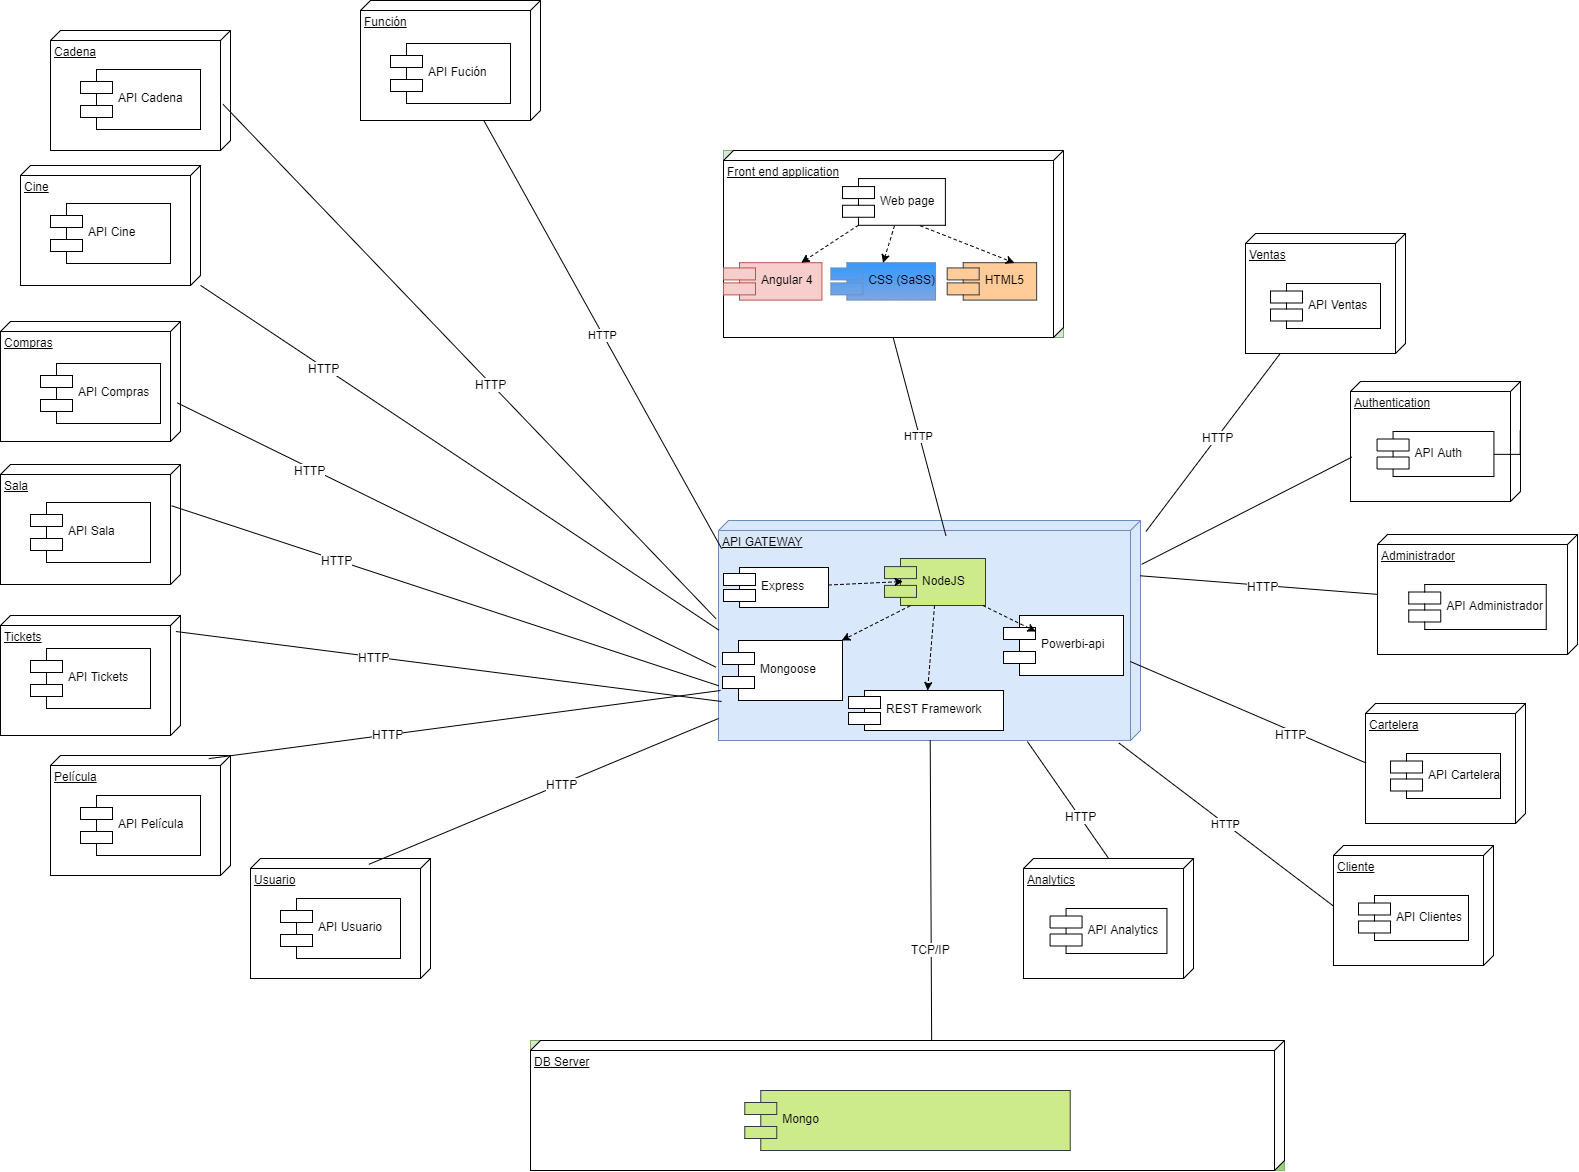 Función
API Fución
Cadena
API Cadena
Cine
API Cine
Front end application
Web page
Angular 4
CSS (SaSS)
HTML5
Ventas
API Ventas
Compras
API Compras
HTTP
HTTP
HTTP
Authentication
API Auth
HTTP
HTTP
HTTP
Sala
API Sala
HTTP
API GATEWAY
Express
NodeJS
Mongoose
Powerbi-api
REST Framework
Administrador
API Administrador
HTTP
HTTP
Tickets
API Tickets
HTTP
Cartelera
API Cartelera
HTTP
HTTP
Película
API Película
HTTP
HTTP
HTTP
Usuario
API Usuario
Analytics
API Analytics
Cliente
API Clientes
TCP/IP
DB Server
Mongo